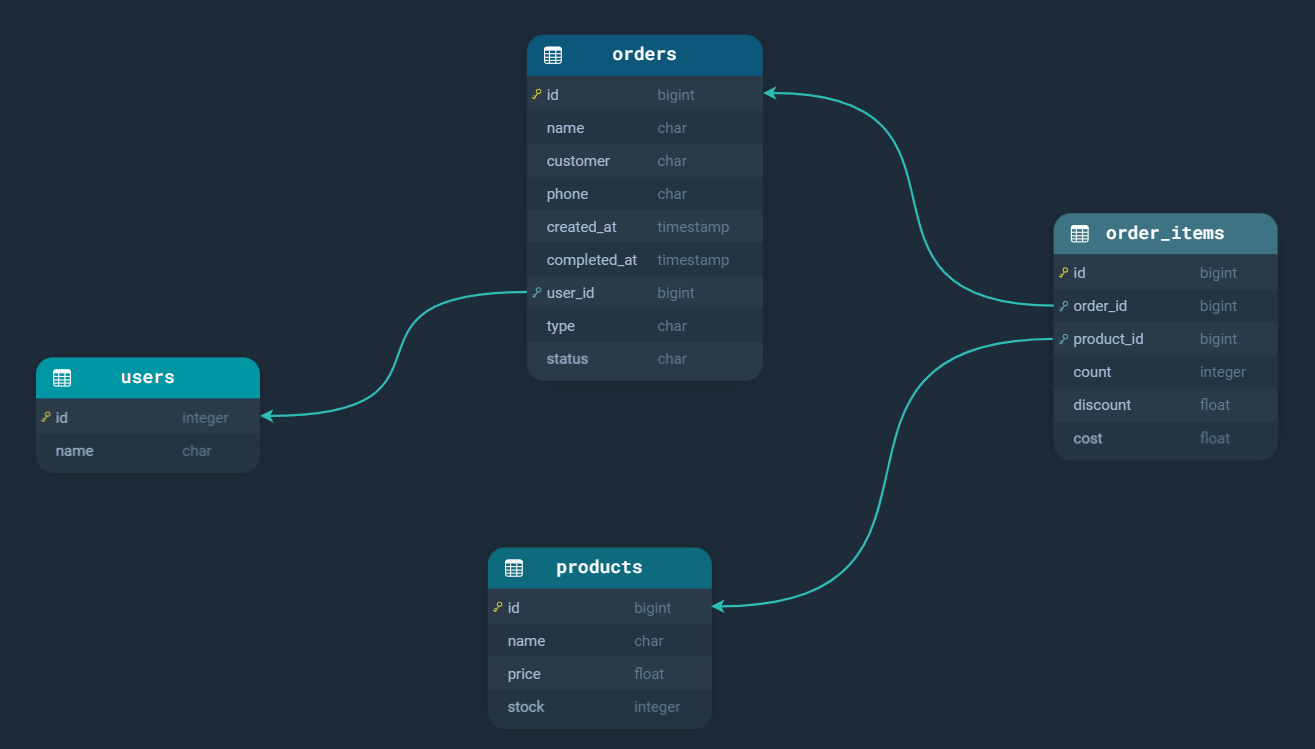 orders
id bigint
name char
customer char
phone char
created_at timestamp
completed_at timestamp
user_id bigint
type char
status char
order_items
id bigint
order_id bigint
product_id bigint
count integer
discount float
cost float
users
id integer
name char
products
id bigint
name char
price float
stock integer